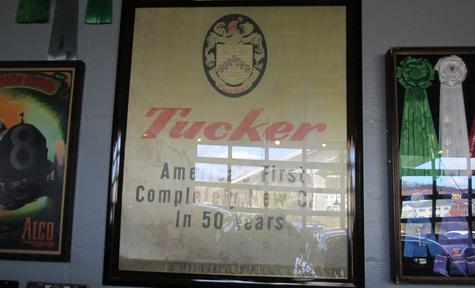 Tucker
America's First
Completely New Car
In 50 Years
8
ALCO